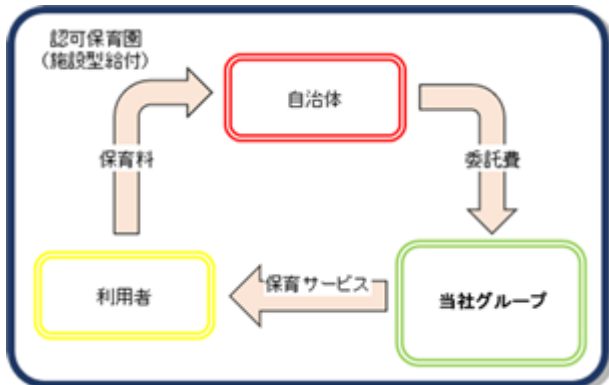 認可保育園
(施設型給付)
自治体
保育料
委託費
利用者
保育サービス
当社グループ